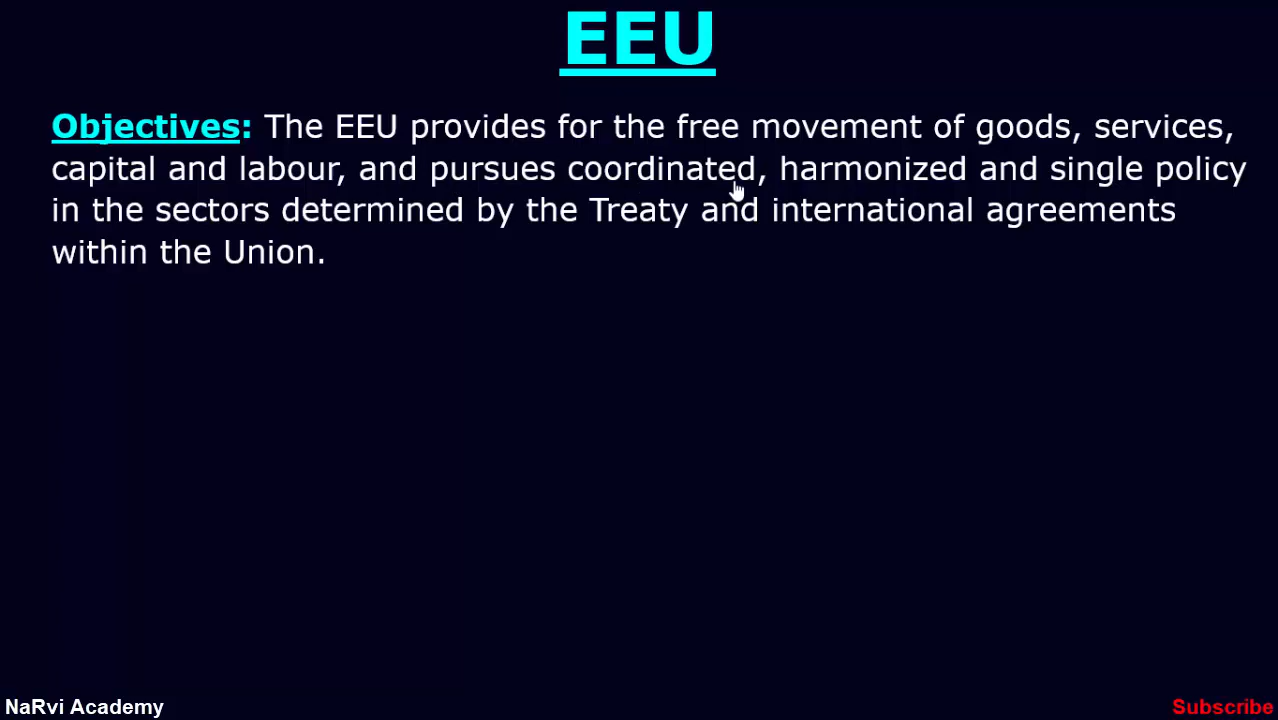 EEU
Objectives: The EEU provides for the free movement of goods, services,
capital and labour, and pursues coordinated, harmonized and single policy
in the sectors determined by the Treaty and international agreements
within the Union.
NaRvi Academy
Subscribe